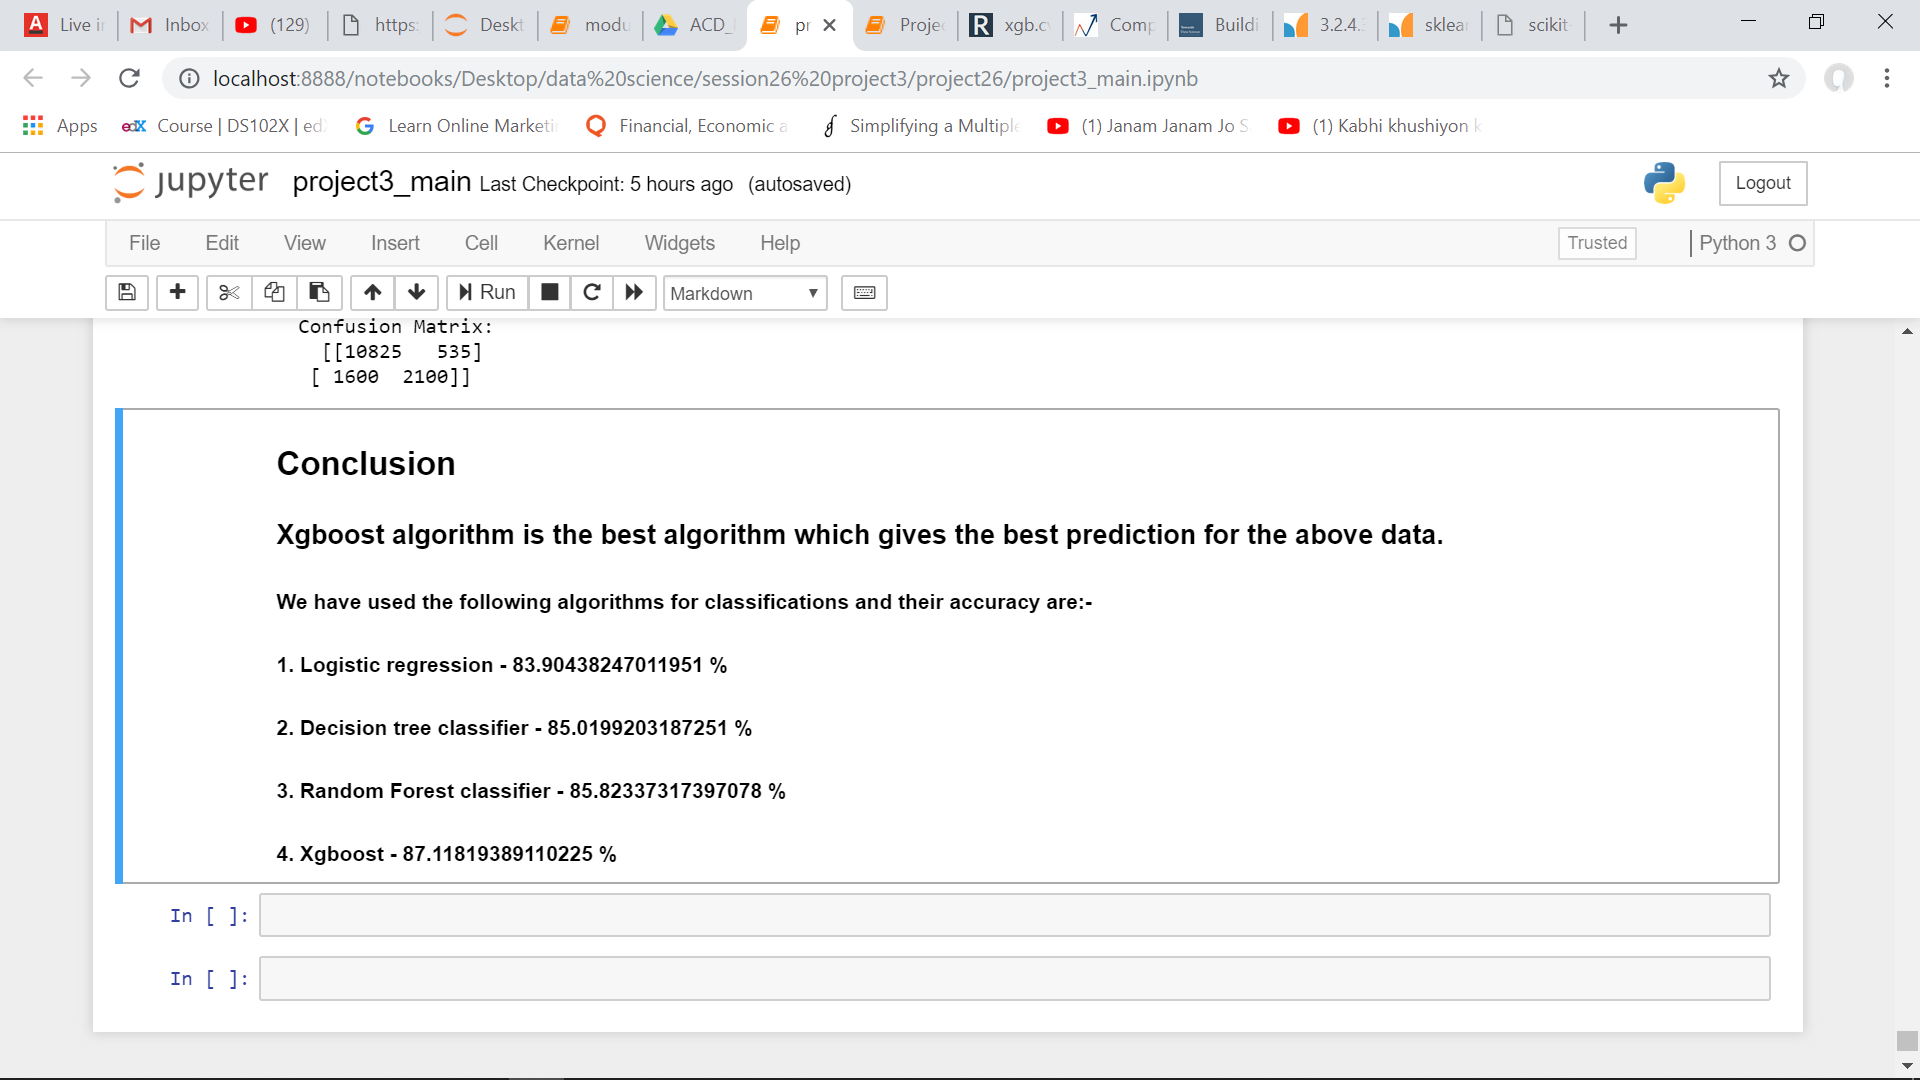 Live i
Inbox
(129)
https:
Deskt
modu
ACD_
pr
Projec
xgb.cv
Comp
Buildi
3.2.4.
sklear
scikit-
localhost:8888/notebooks/Desktop/data%20science/session26%20project3/project26/project3_main.ipynb
Apps
edX Course | DS102X | ed
Learn Online Marketi
Financial, Economic a
Simplifying a Multiple
(1) Janam Janam Jo S
(1) Kabhi khushiyon k
jupyter project3_main Last Checkpoint: 5 hours ago (autosaved)
Logout
File Edit View Insert Cell Kernel Widgets Help
Trusted
Python 3
Run
Markdown
Confusion Matrix:
[[10825 535]
[ 1600 2100]]
Conclusion
Xgboost algorithm is the best algorithm which gives the best prediction for the above data.
We have used the following algorithms for classifications and their accuracy are:-
1. Logistic regression - 83.90438247011951 %
2. Decision tree classifier - 85.0199203187251 %
3. Random Forest classifier - 85.82337317397078 %
4. Xgboost - 87.11819389110225 %
In [ ]:
In [ ]: